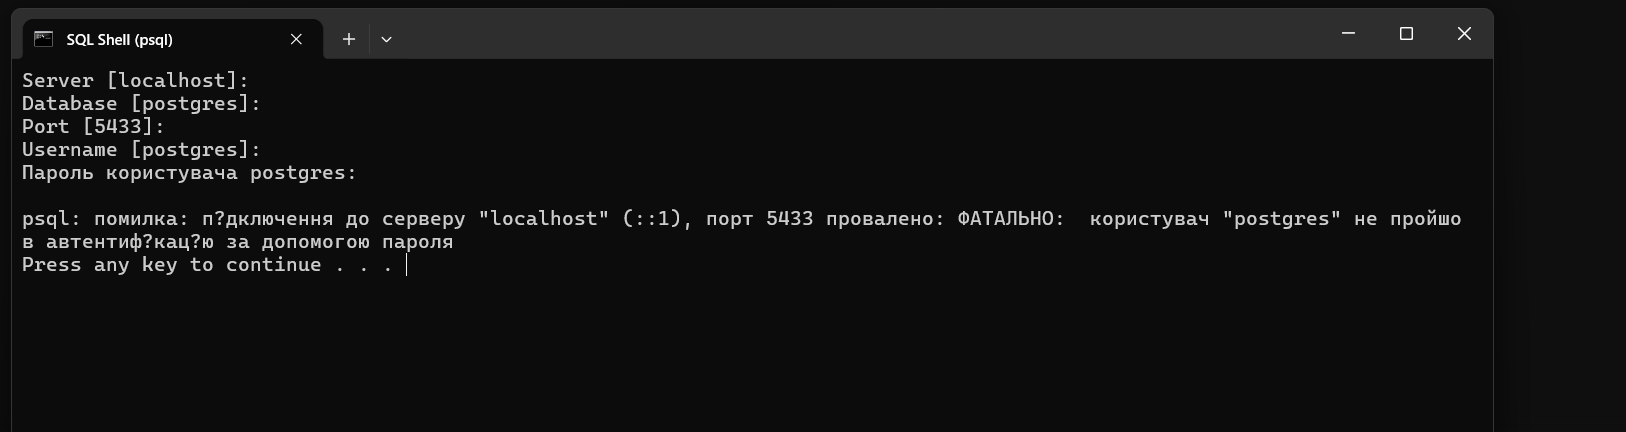 SQL Shell (psql)
Server [localhost]:
Database [postgres]:
Port [5433]:
Username [postgres]:
Пароль користувача postgres:
psql: помилка: п?дключення до серверу "localhost" (::1), порт 5433 провалено: ФАТАЛЬНО:  користувач "postgres" не пройшо
в автентиф?кац?ю за допомогою пароля
Press any key to continue . . .